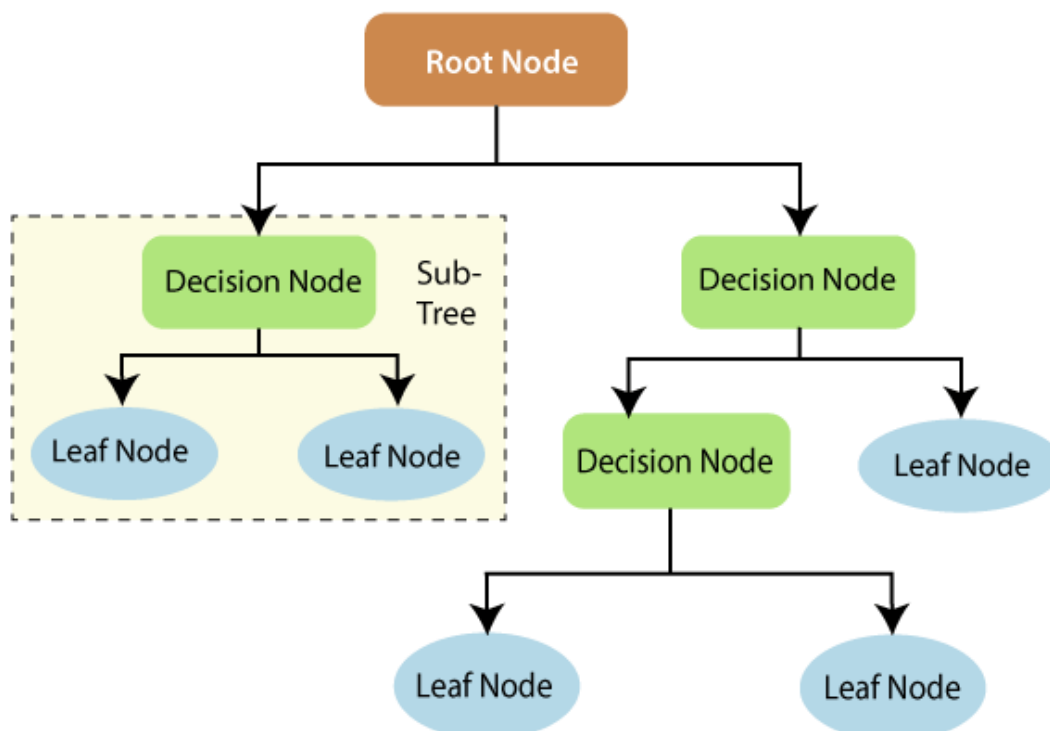 Root Node
Decision Node
Sub-
Tree
Decision Node
Leaf Node
Leaf Node
Decision Node
Leaf Node
Leaf Node
Leaf Node